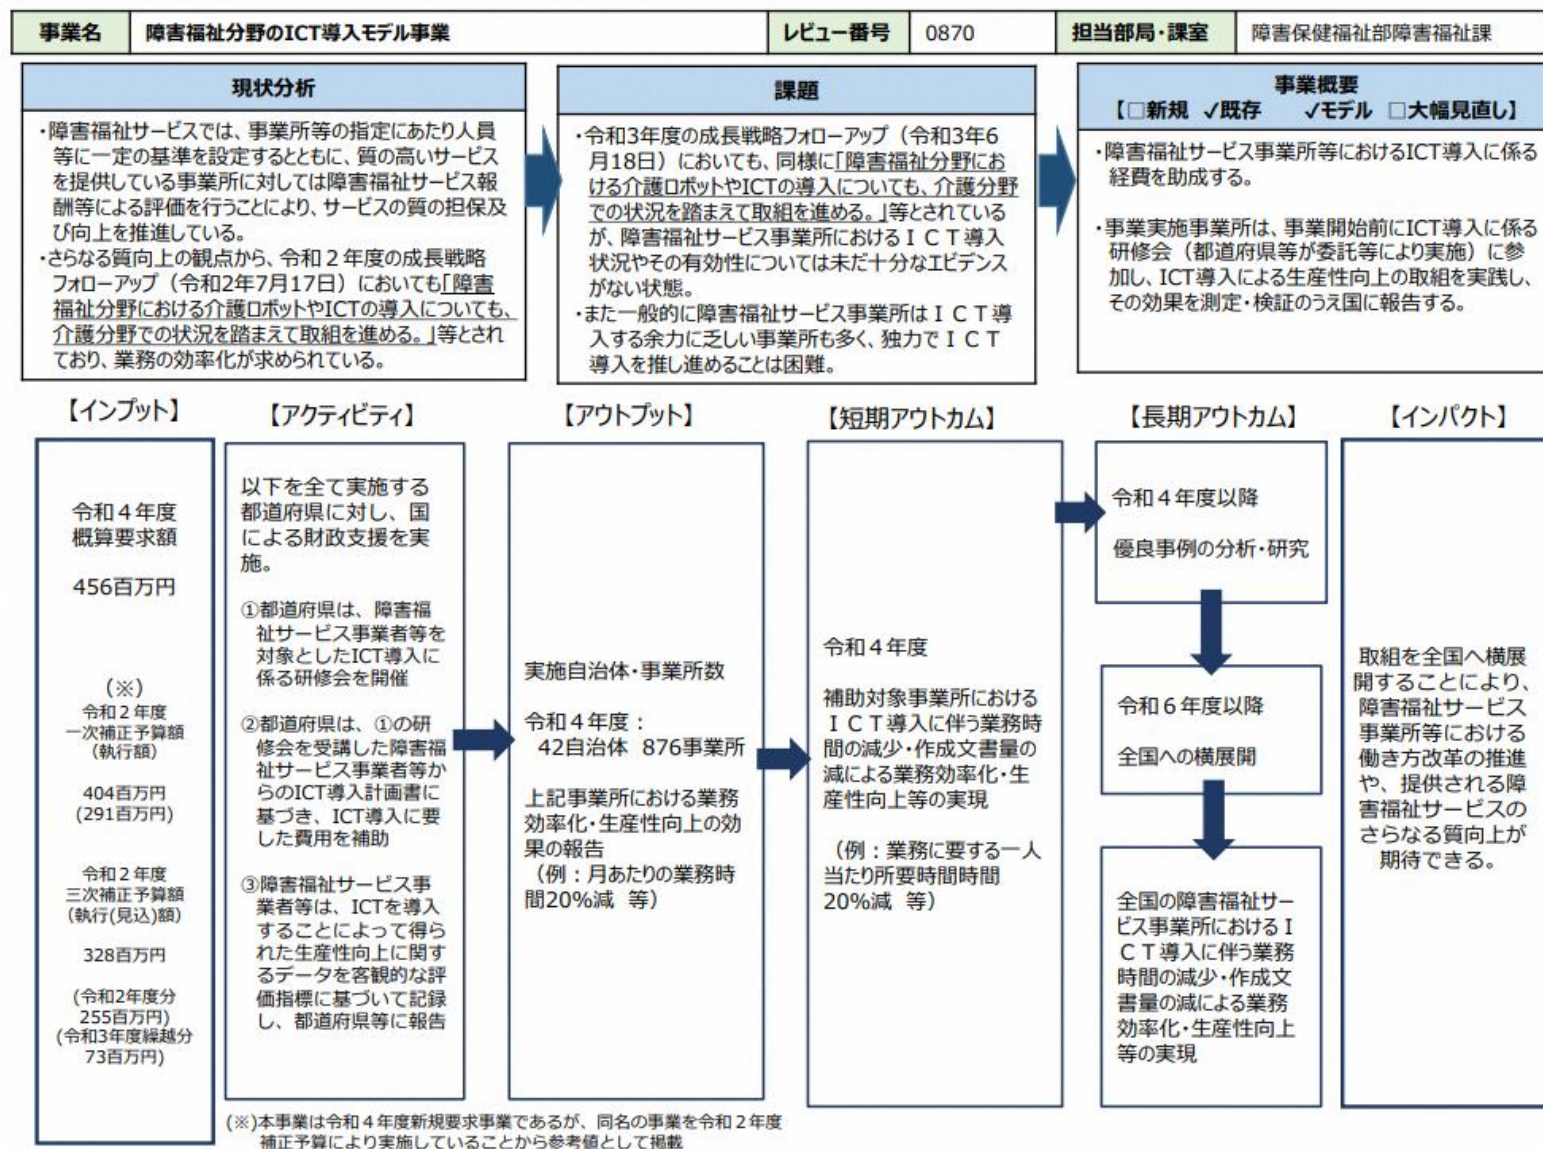 事業名
障害福祉分野のICT導入モデル事業
レビュー番号
0870
担当部局・課室
障害保健福祉部障害福祉課
現状分析
・障害福祉サービスでは、事業所等の指定にあたり人員
等に一定の基準を設定するとともに、質の高いサービス
を提供している事業所に対しては障害福祉サービス報
酬等による評価を行うことにより、サービスの質の担保及
び向上を推進している。
・さらなる質向上の観点から、令和２年度の成長戦略
フォローアップ（令和2年7月17日）においても「障害
福祉分野における介護ロボットやICTの導入についても、
介護分野での状況を踏まえて取組を進める。」等とされ
ており、業務の効率化が求められている。
課題
・令和3年度の成長戦略フォローアップ（令和3年6
月18日）においても、同様に「障害福祉分野にお
ける介護ロボットやICTの導入についても、介護分野
での状況を踏まえて取組を進める。」等とされている
が、障害福祉サービス事業所におけるＩＣＴ導入
状況やその有効性については未だ十分なエビデンス
がない状態。
・また一般的に障害福祉サービス事業所はＩＣＴ導
入する余力に乏しい事業所も多く、独力でＩＣＴ
導入を推し進めることは困難。
事業概要
【□新規 ✓既存 ✓モデル □大幅見直し】
・障害福祉サービス事業所等におけるICT導入に係る
経費を助成する。
・事業実施事業所は、事業開始前にICT導入に係る
研修会（都道府県等が委託等により実施）に参
加し、ICT導入による生産性向上の取組を実践し、
その効果を測定・検証のうえ国に報告する。
【インプット】
令和４年度
概算要求額
456百万円
（※）
令和２年度
一次補正予算額
（執行額）
404百万円
(291百万円)
令和２年度
三次補正予算額
（執行(見込)額）
328百万円
(令和2年度分
255百万円)
(令和3年度繰越分
73百万円)
【アクティビティ】
以下を全て実施する
都道府県に対し、国
による財政支援を実
施。
①都道府県は、障害福
祉サービス事業者等を
対象としたICT導入に
係る研修会を開催
②都道府県は、①の研
修会を受講した障害福
祉サービス事業者等か
らのICT導入計画書に
基づき、ICT導入に要
した費用を補助
③障害福祉サービス事
業者等は、ICTを導入
することによって得ら
れた生産性向上に関す
るデータを客観的な評
価指標に基づいて記録
し、都道府県等に報告
【アウトプット】
実施自治体・事業所数
令和４年度：
42自治体 876事業所
上記事業所における業務
効率化・生産性向上の効
果の報告
（例：月あたりの業務時
間20％減 等）
【短期アウトカム】
令和４年度
補助対象事業所における
ＩＣＴ導入に伴う業務時
間の減少・作成文書量の
減による業務効率化・生
産性向上等の実現
（例：業務に要する一人
当たり所要時間時間
20％減 等）
【長期アウトカム】
令和４年度以降
優良事例の分析・研究
令和６年度以降
全国への横展開
全国の障害福祉サー
ビス事業所におけるＩ
ＣＴ導入に伴う業務
時間の減少・作成文
書量の減による業務
効率化・生産性向上
等の実現
【インパクト】
取組を全国へ横展
開することにより、
障害福祉サービス
事業所等における
働き方改革の推進
や、提供される障
害福祉サービスの
さらなる質向上が
期待できる。
(※)本事業は令和４年度新規要求事業であるが、同名の事業を令和２年度
補正予算により実施していることから参考値として掲載